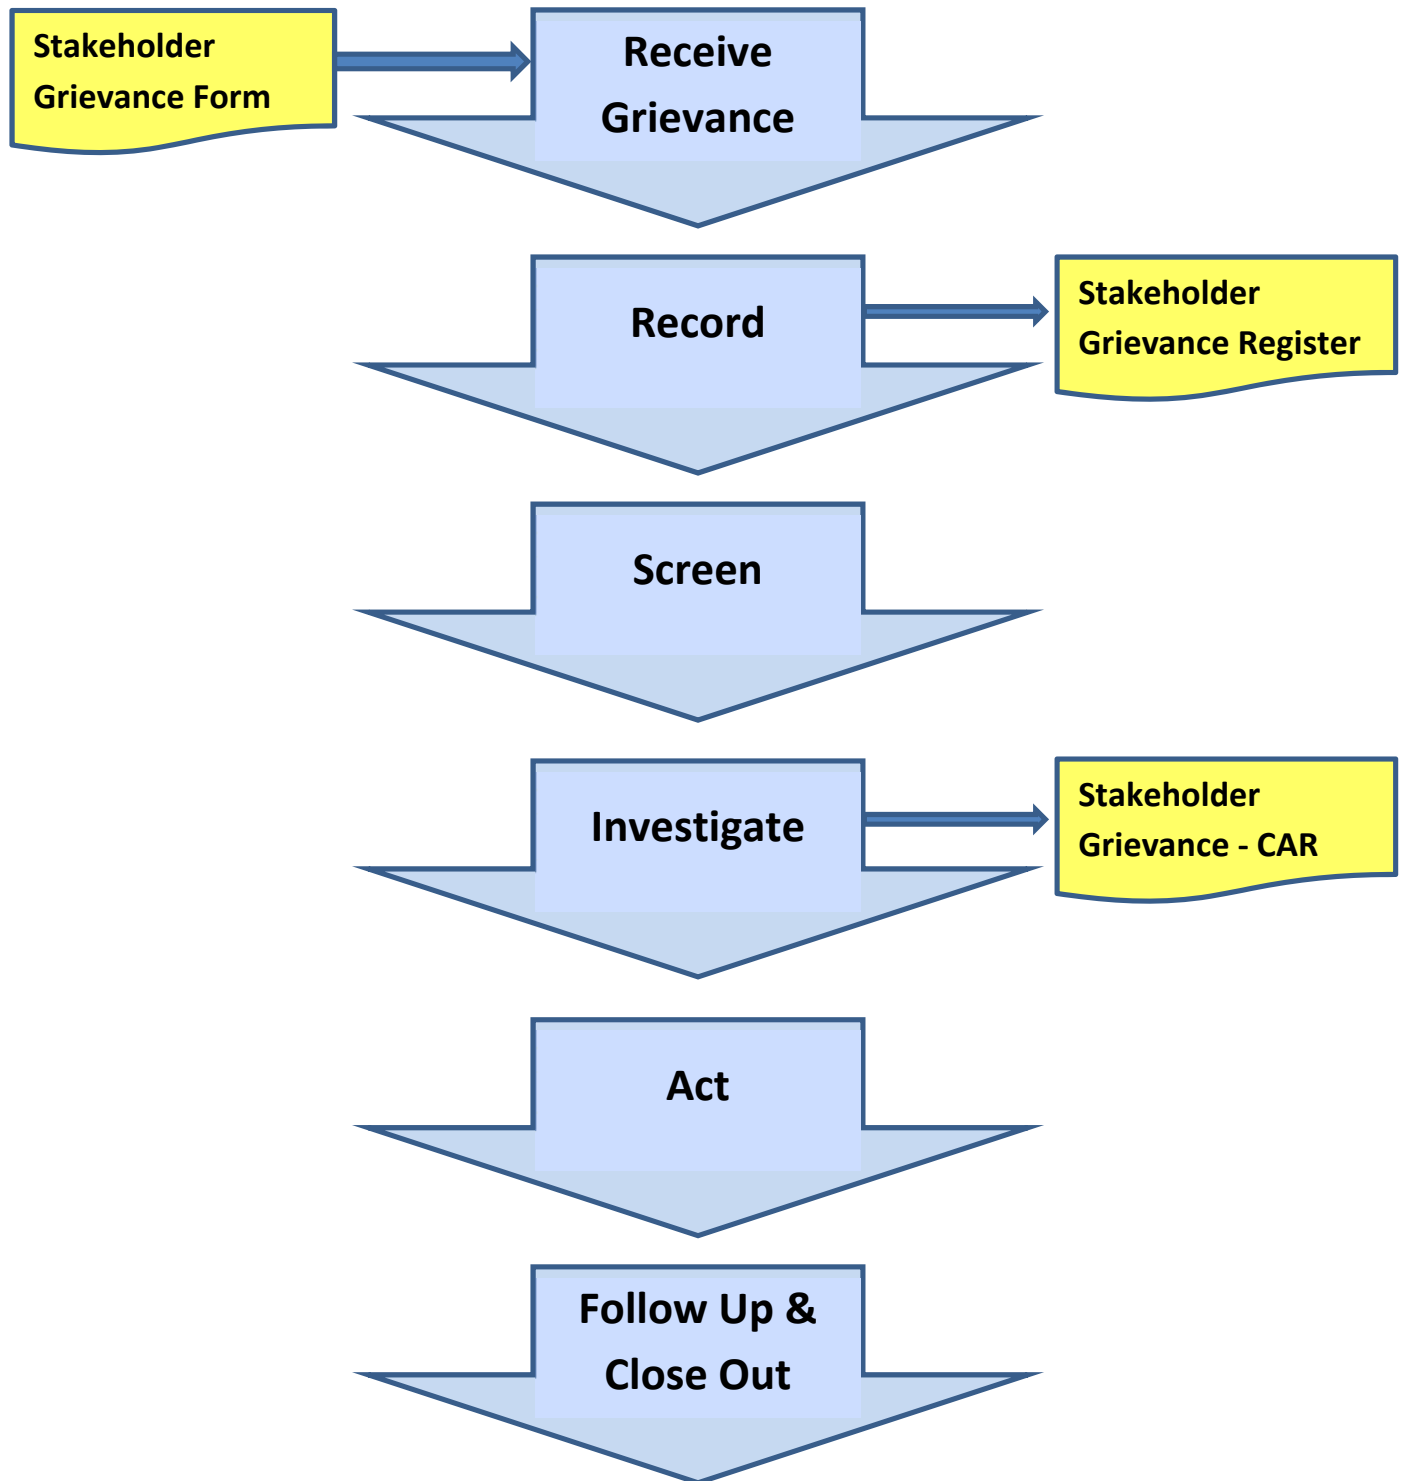 Stakeholder
Grievance Form
Receive
Grievance
Record
Stakeholder
Grievance Register
Screen
Investigate
Stakeholder
Grievance - CAR
Act
Follow Up &
Close Out